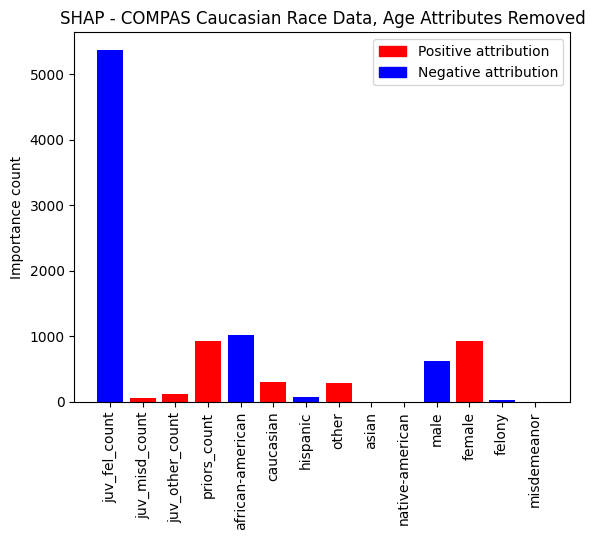 SHAP - COMPAS Caucasian Race Data, Age Attributes Removed
Positive attribution
Negative attribution
Importance count
5000
4000
3000
2000
1000
0
juv_fel_count
juv_misd_count
juv_other_count
priors_count
african-american
caucasian
hispanic
other
asian
native-american
male
female
felony
misdemeanor